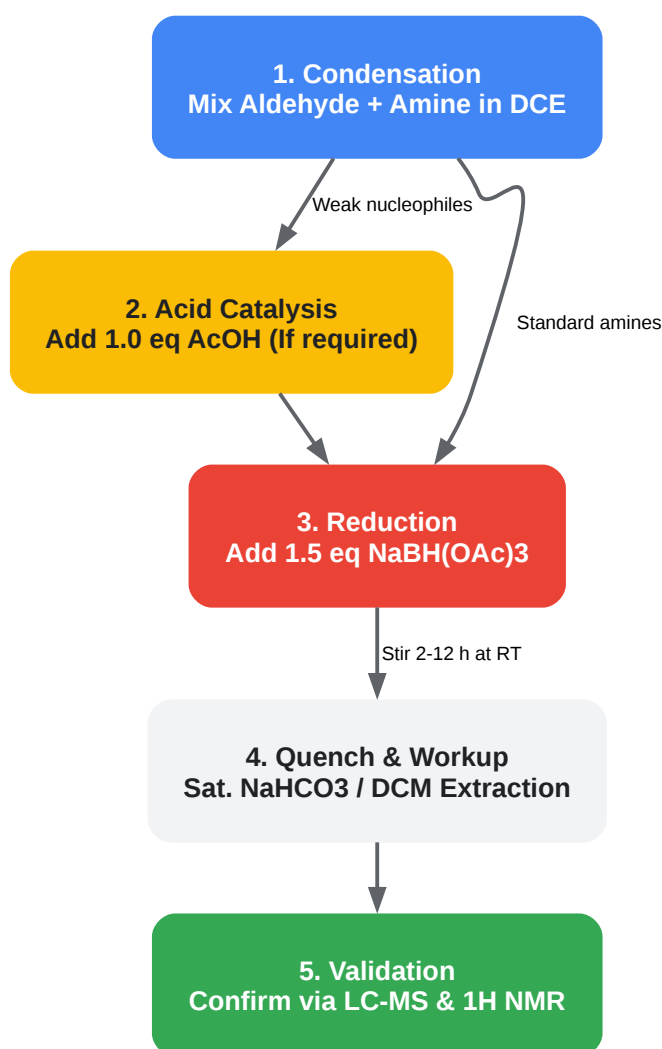 1. Condensation
Mix Aldehyde + Amine in DCE
Weak nucleophiles
2. Acid Catalysis
Add 1.0 eq AcOH (If required)
Standard amines
3. Reduction
Add 1.5 eq NaBH(OAc)3
Stir 2-12 h at RT
4. Quench & Workup
Sat. NaHCO3 / DCM Extraction
5. Validation
Confirm via LC-MS & 1H NMR